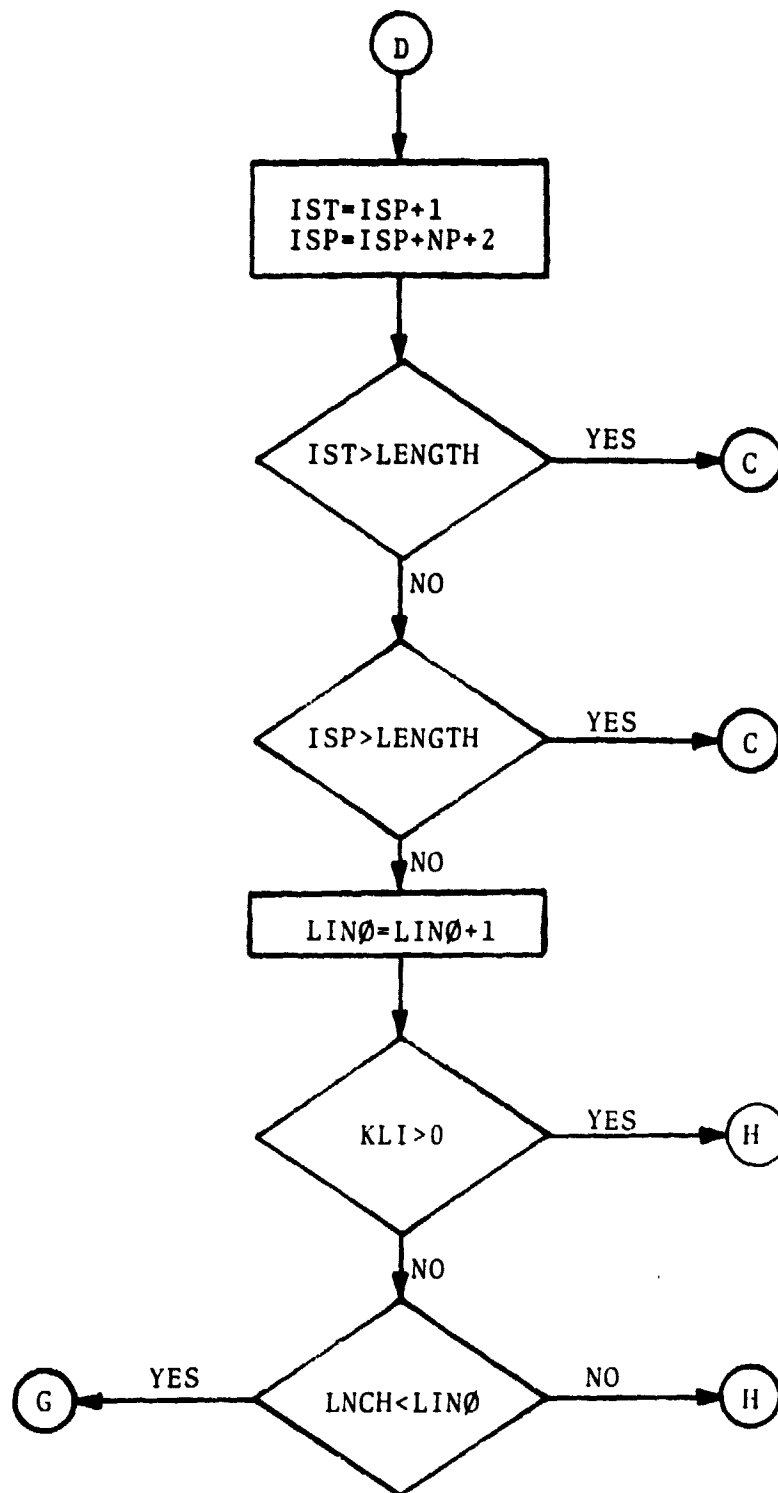 D
IST=ISP+1
ISP=ISP+NP+2
IST>LENGTH
YES
C
NO
ISP>LENGTH
YES
C
NO
LINØ=LINØ+1
KLI>0
YES
H
NO
G
YES
LNCH<LINØ
NO
H